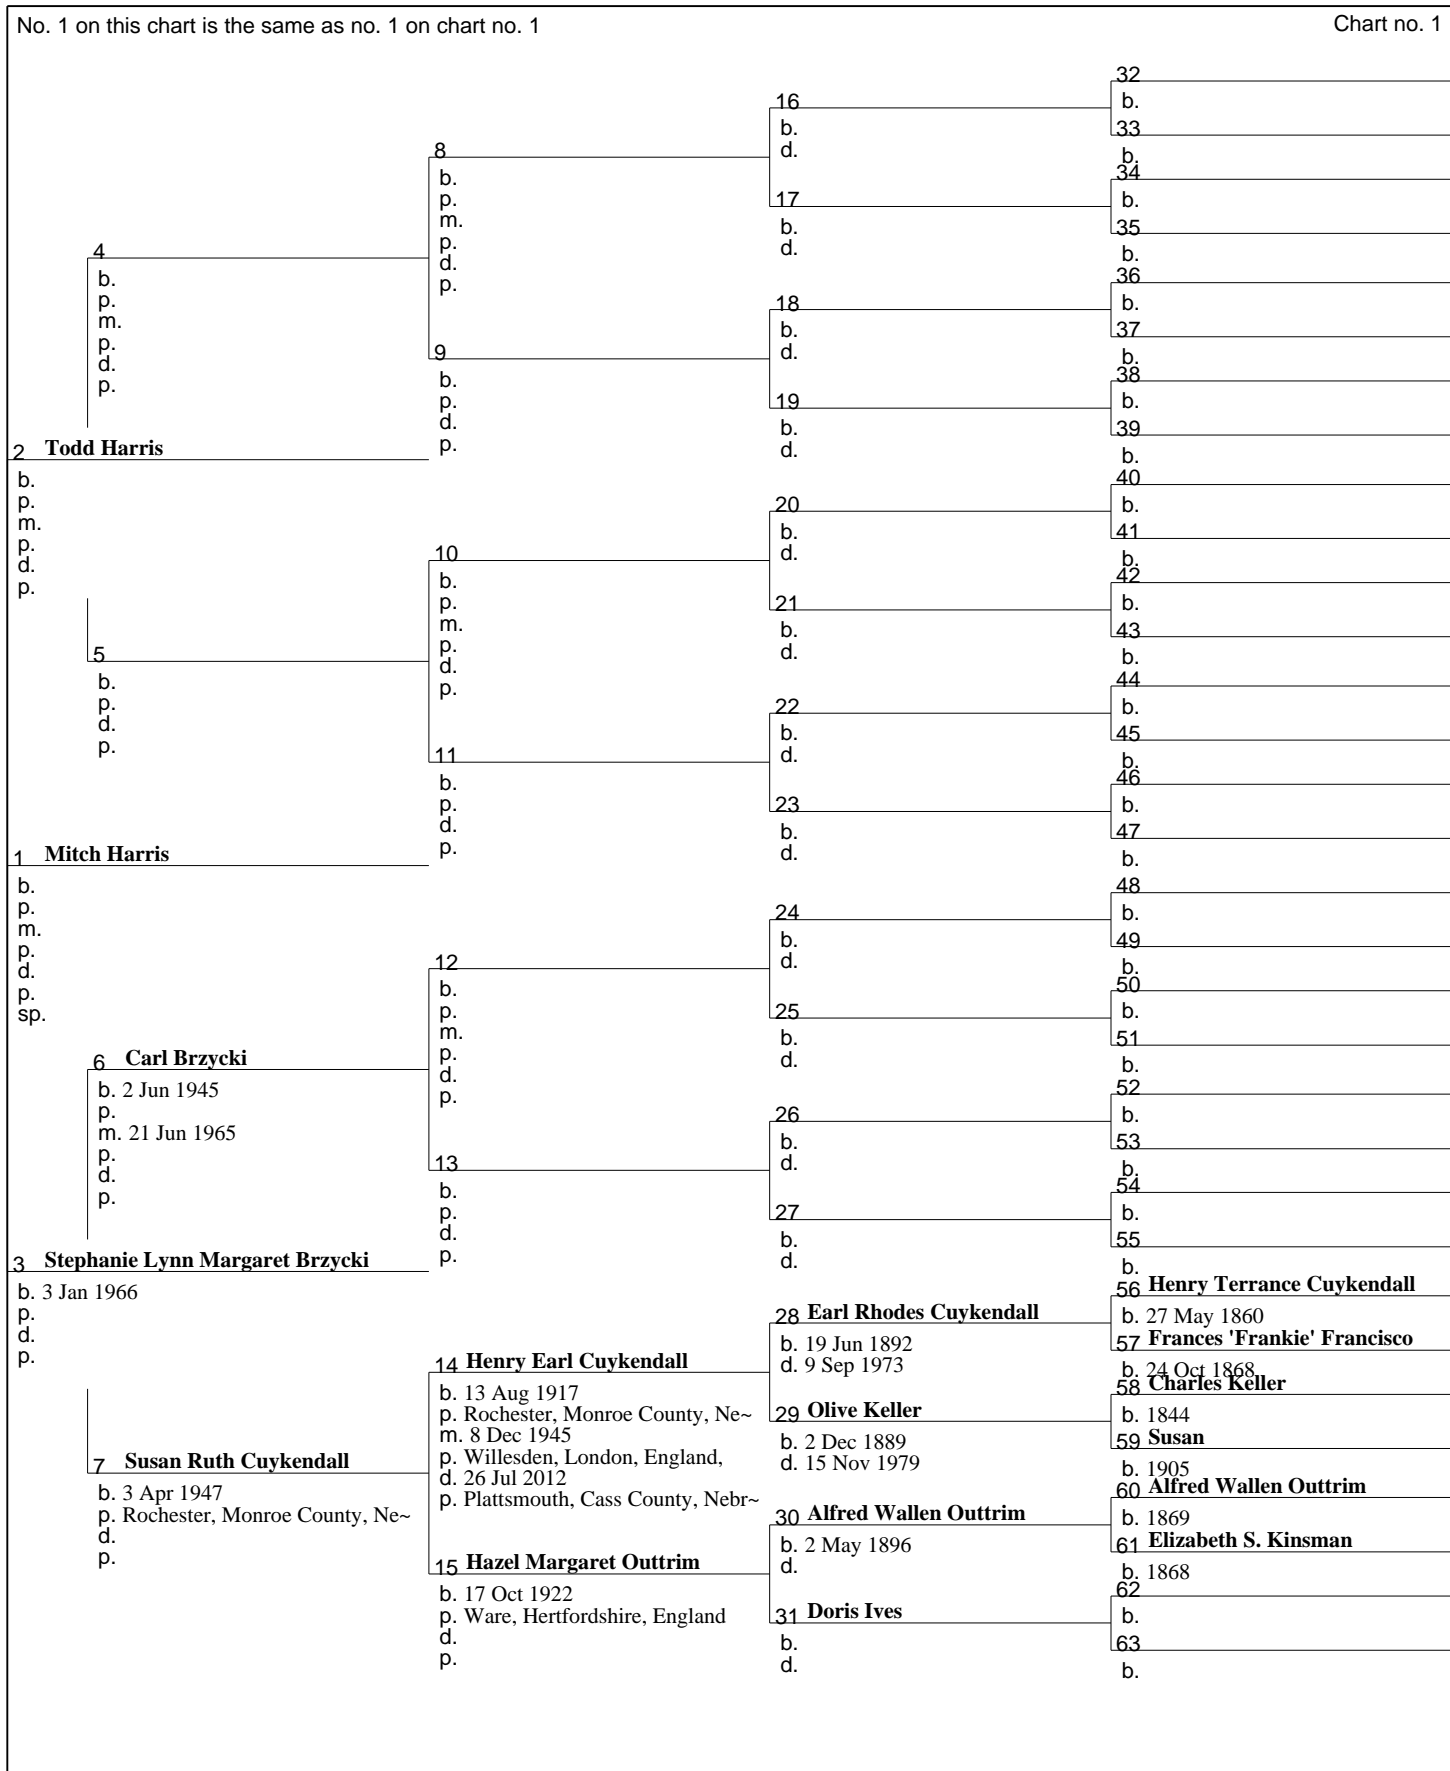 No. 1 on this chart is the same as no. 1 on chart no. 1
Chart no. 1
2 Todd Harris
b.
p.
m.
p.
d.
p.
1 Mitch Harris
b.
p.
m.
p.
d.
p.
sp.
3 Stephanie Lynn Margaret Brzycki
b. 3 Jan 1966
p.
d.
p.
4
b.
p.
m.
p.
d.
p.
5
b.
p.
d.
p.
6 Carl Brzycki
b. 2 Jun 1945
p.
m. 21 Jun 1965
p.
d.
p.
7 Susan Ruth Cuykendall
b. 3 Apr 1947
p. Rochester, Monroe County, Ne~
d.
p.
8
b.
p.
m.
p.
d.
p.
9
b.
p.
d.
p.
10
b.
p.
m.
p.
d.
p.
11
b.
p.
d.
p.
12
b.
p.
m.
p.
d.
p.
13
b.
p.
d.
p.
14 Henry Earl Cuykendall
b. 13 Aug 1917
p. Rochester, Monroe County, Ne~
m. 8 Dec 1945
p. Willesden, London, England,
d. 26 Jul 2012
p. Plattsmouth, Cass County, Nebr~
15 Hazel Margaret Outtrim
b. 17 Oct 1922
p. Ware, Hertfordshire, England
d.
p.
16
b.
d.
17
b.
d.
18
b.
d.
19
b.
d.
20
b.
d.
21
b.
d.
22
b.
d.
23
b.
d.
24
b.
d.
25
b.
d.
26
b.
d.
27
b.
d.
28 Earl Rhodes Cuykendall
b. 19 Jun 1892
d. 9 Sep 1973
29 Olive Keller
b. 2 Dec 1889
d. 15 Nov 1979
30 Alfred Wallen Outtrim
b. 2 May 1896
d.
31 Doris Ives
b.
d.
32
b.
33
b.
34
b.
35
b.
36
b.
37
b.
38
b.
39
b.
40
b.
41
b.
42
b.
43
b.
44
b.
45
b.
46
b.
47
b.
48
b.
49
b.
50
b.
51
b.
52
b.
53
b.
54
b.
55
b.
56 Henry Terrance Cuykendall
b. 27 May 1860
57 Frances 'Frankie' Francisco
b. 24 Oct 1868
58 Charles Keller
b. 1844
59 Susan
b. 1905
60 Alfred Wallen Outtrim
b. 1869
61 Elizabeth S. Kinsman
b. 1868
62
b.
63
b.